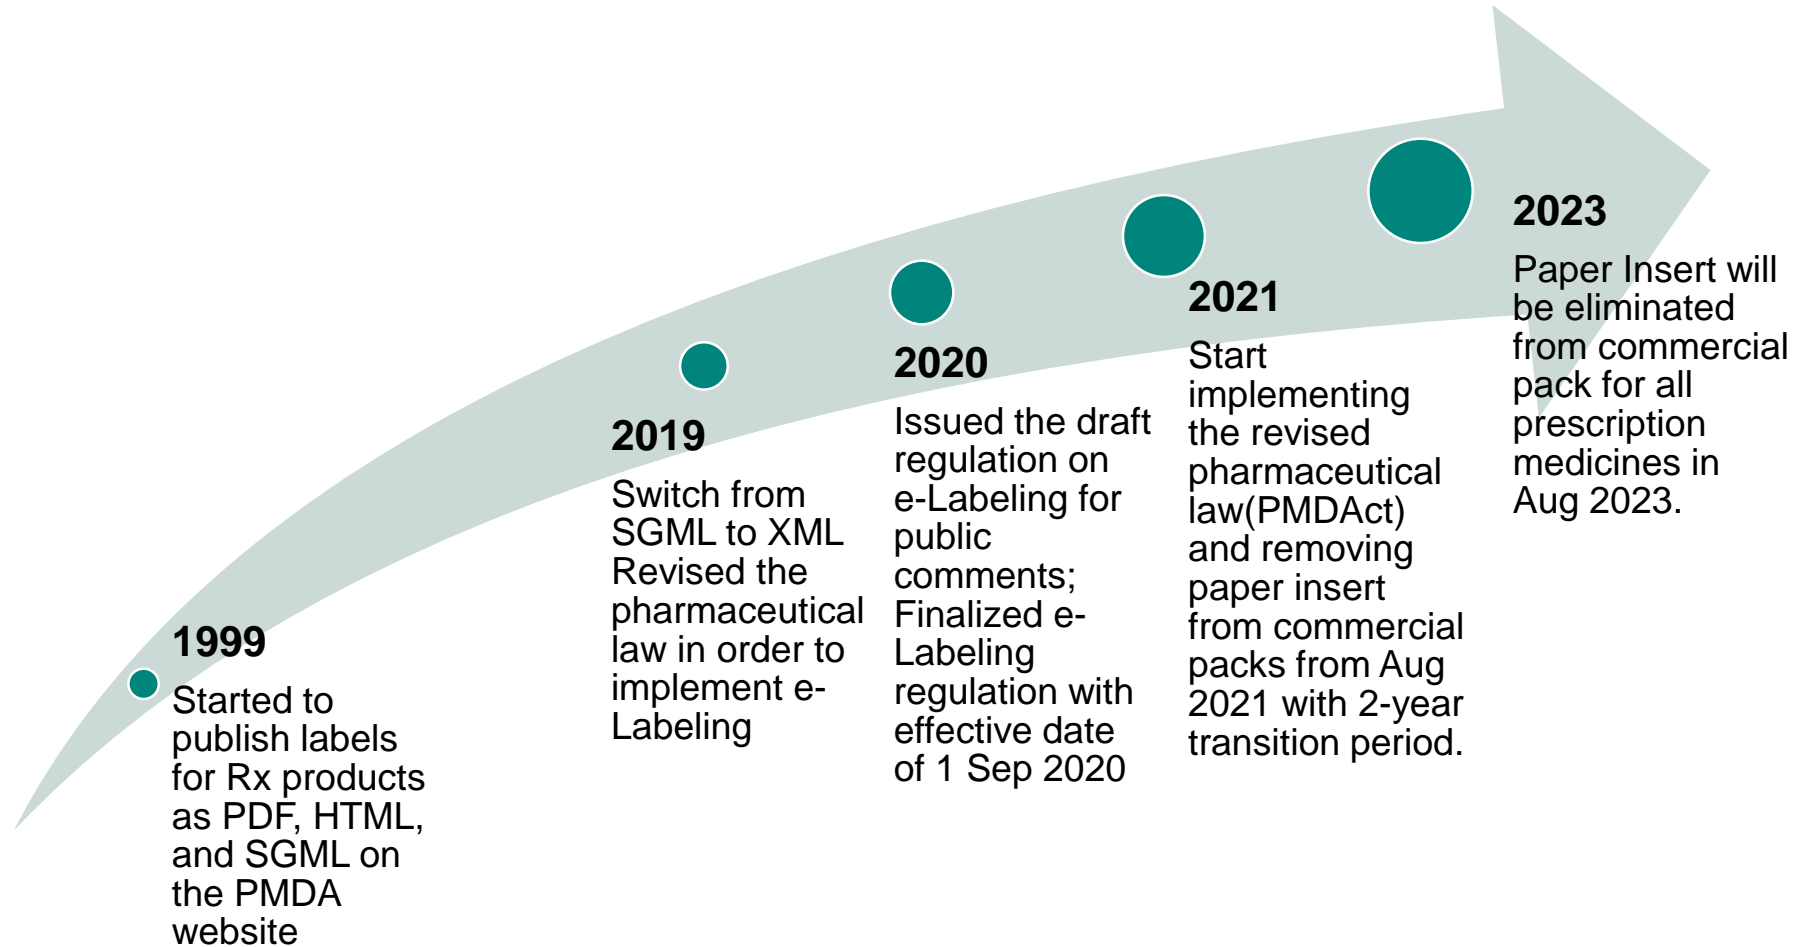 1999
Started to
publish labels
for Rx products
as PDF, HTML,
and SGML on
the PMDA
website
2019
Switch from
SGML to XML
Revised the
pharmaceutical
law in order to
implement e-
Labeling
2020
Issued the draft
regulation on
e-Labeling for
public
comments;
Finalized e-
Labeling
regulation with
effective date
of 1 Sep 2020
2021
Start
implementing
the revised
pharmaceutical
law(PMDAct)
and removing
paper insert
from commercial
packs from Aug
2021 with 2-year
transition period.
2023
Paper Insert will
be eliminated
from commercial
pack for all
prescription
medicines in
Aug 2023.